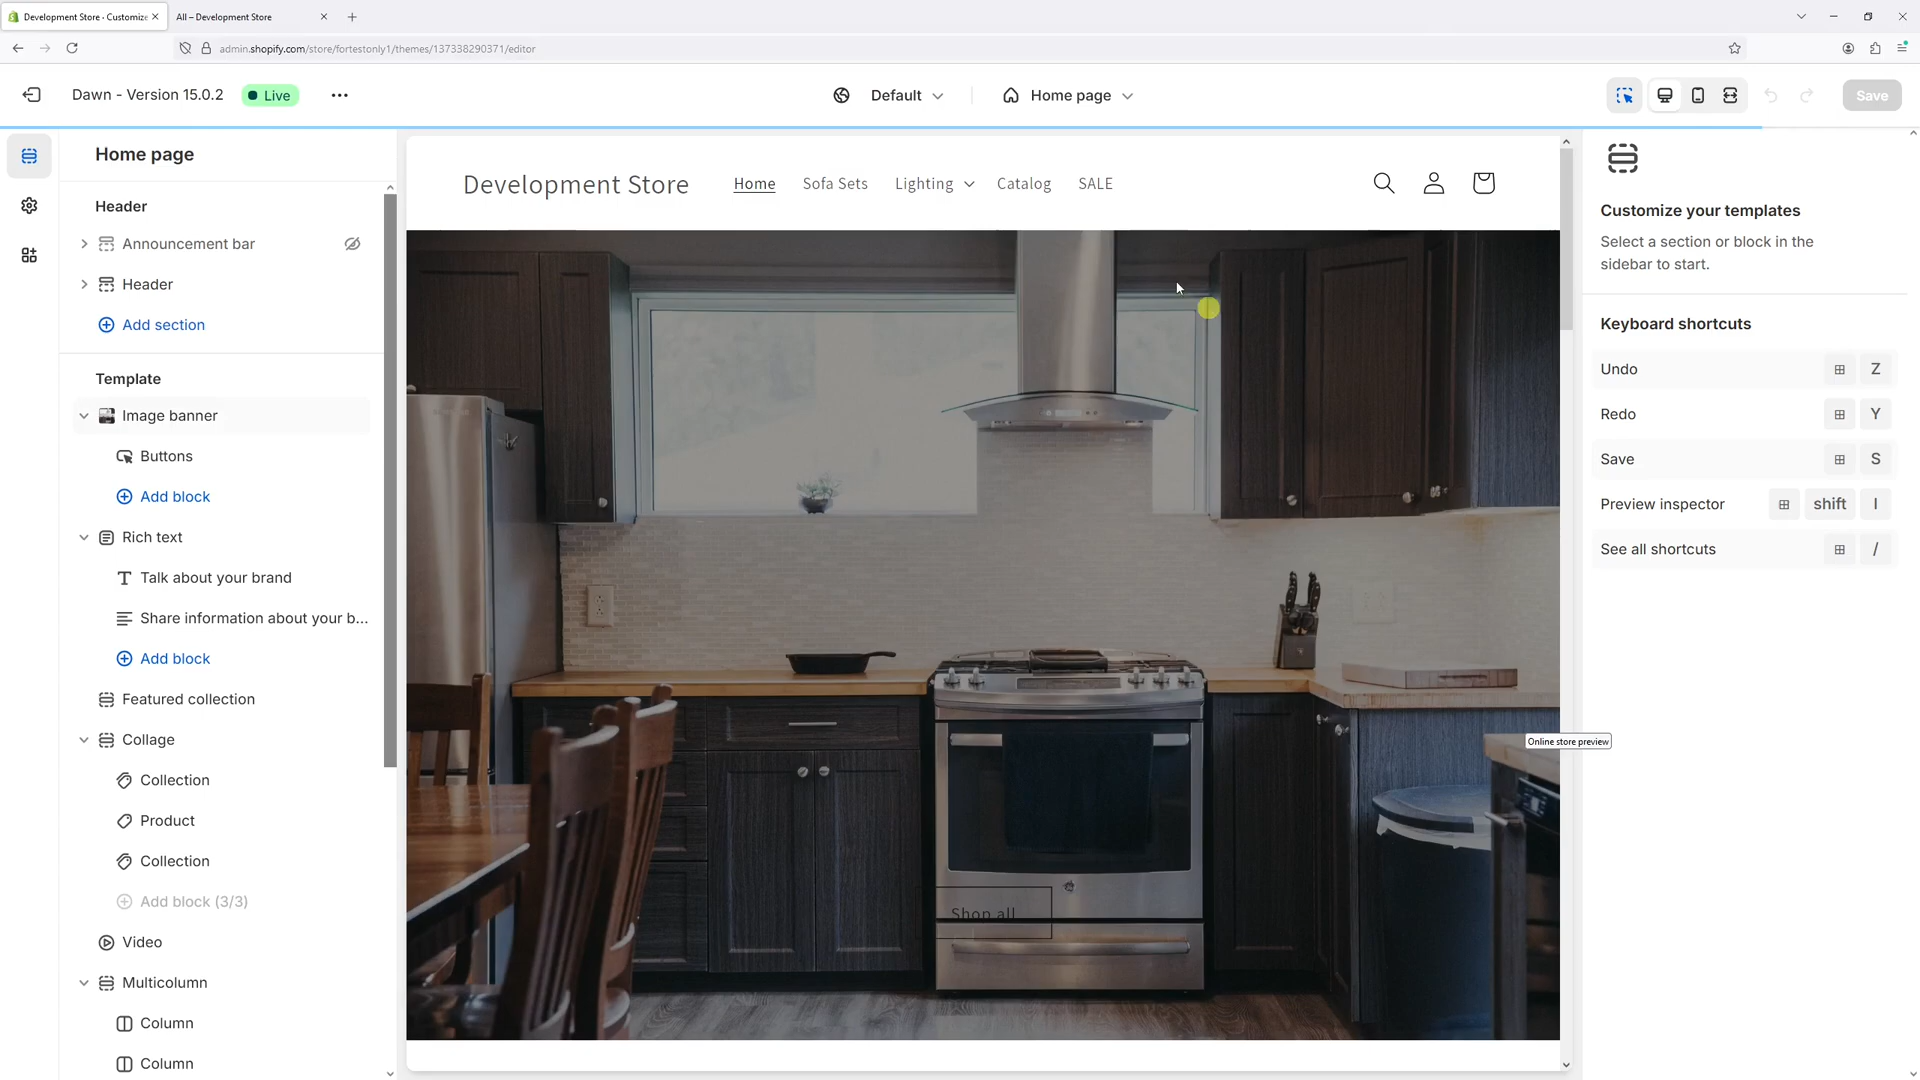 Development Store · Customize
All – Development Store
admin.shopify.com/store/fortestonly1/themes/137338290371/editor
Dawn - Version 15.0.2
Live
Default
Home page
Save
Home page
Header
Announcement bar
Header
Add section
Template
Image banner
Buttons
Add block
Rich text
Talk about your brand
Share information about your b...
Add block
Featured collection
Collage
Collection
Product
Collection
Add block (3/3)
Video
Multicolumn
Column
Column
Development Store
Home
Sofa Sets
Lighting
Catalog
SALE
Shop all
Online store preview
Customize your templates
Select a section or block in the
sidebar to start.
Keyboard shortcuts
Undo
Z
Redo
Y
Save
S
Preview inspector
shift
I
See all shortcuts
/